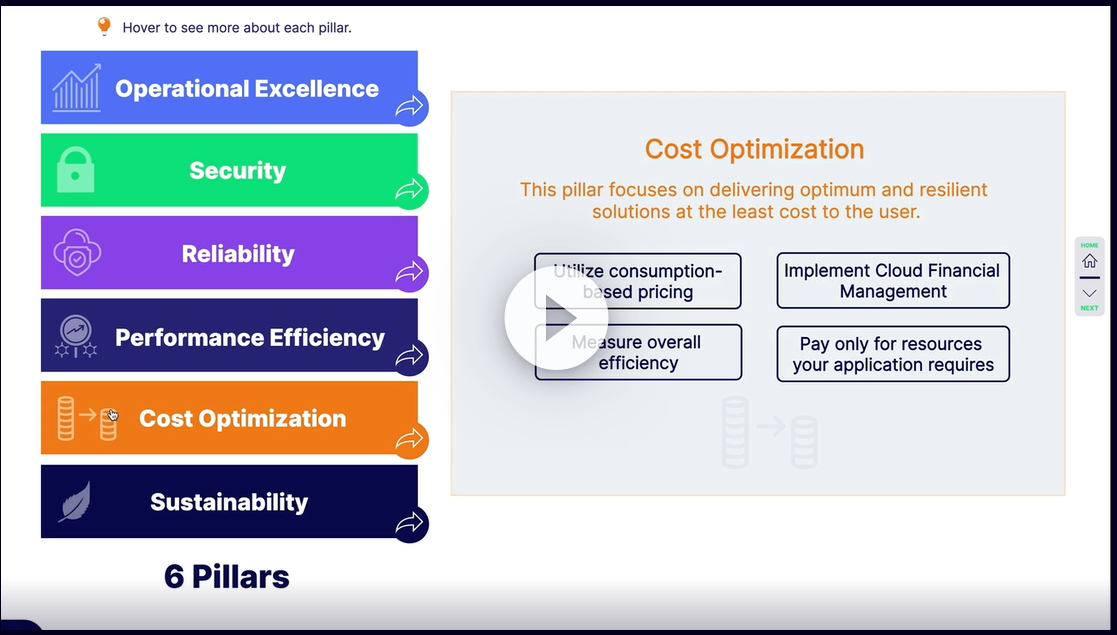 Hover to see more about each pillar.
Operational Excellence
Security
Reliability
Performance Efficiency
Cost Optimization
Sustainability
6 Pillars
Cost Optimization
This pillar focuses on delivering optimum and resilient
solutions at the least cost to the user.
Utilize consumption-
based pricing
Implement Cloud Financial
Management
Measure overall
efficiency
Pay only for resources
your application requires
HOME
NEXT